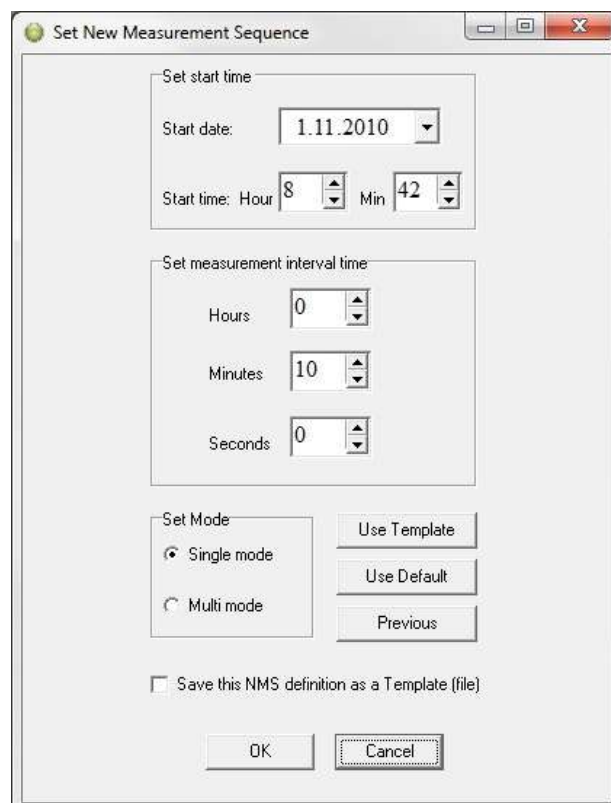 Set New Measurement Sequence
Set start time
Start date: 1.11.2010
Start time: Hour 8 Min 42
Set measurement interval time
Hours 0
Minutes 10
Seconds 0
Set Mode
Single mode
Multi mode
Use Template
Use Default
Previous
Save this NMS definition as a Template (file)
OK Cancel